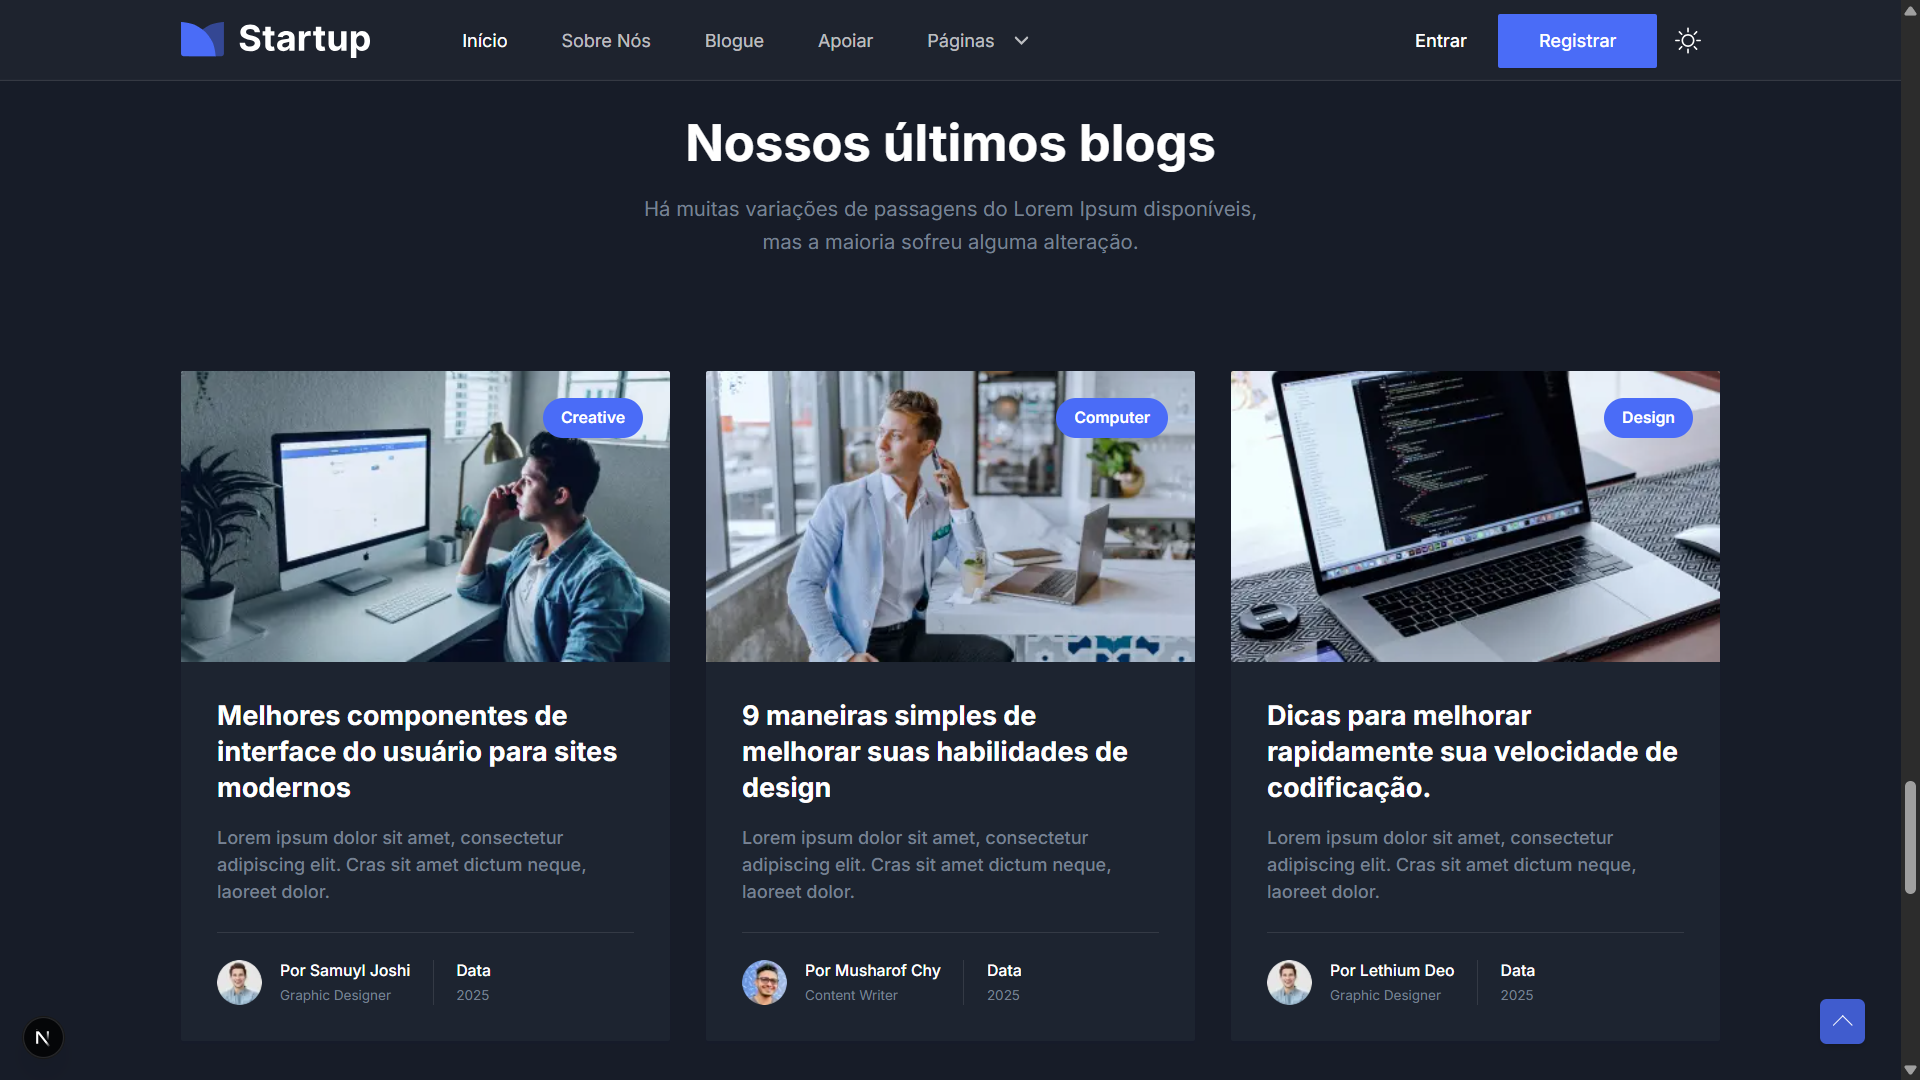 Startup
Início
Sobre Nós
Blogue
Apoiar
Páginas
Entrar
Registrar
Nossos últimos blogs
Há muitas variações de passagens do Lorem Ipsum disponíveis,
mas a maioria sofreu alguma alteração.
Creative
Computer
Design
Melhores componentes de
interface do usuário para sites
modernos
Lorem ipsum dolor sit amet, consectetur
adipiscing elit. Cras sit amet dictum neque,
laoreet dolor.
Por Samuyl Joshi
Graphic Designer
Data
2025
9 maneiras simples de
melhorar suas habilidades de
design
Lorem ipsum dolor sit amet, consectetur
adipiscing elit. Cras sit amet dictum neque,
laoreet dolor.
Por Musharof Chy
Content Writer
Data
2025
Dicas para melhorar
rapidamente sua velocidade de
codificação.
Lorem ipsum dolor sit amet, consectetur
adipiscing elit. Cras sit amet dictum neque,
laoreet dolor.
Por Lethium Deo
Graphic Designer
Data
2025
N